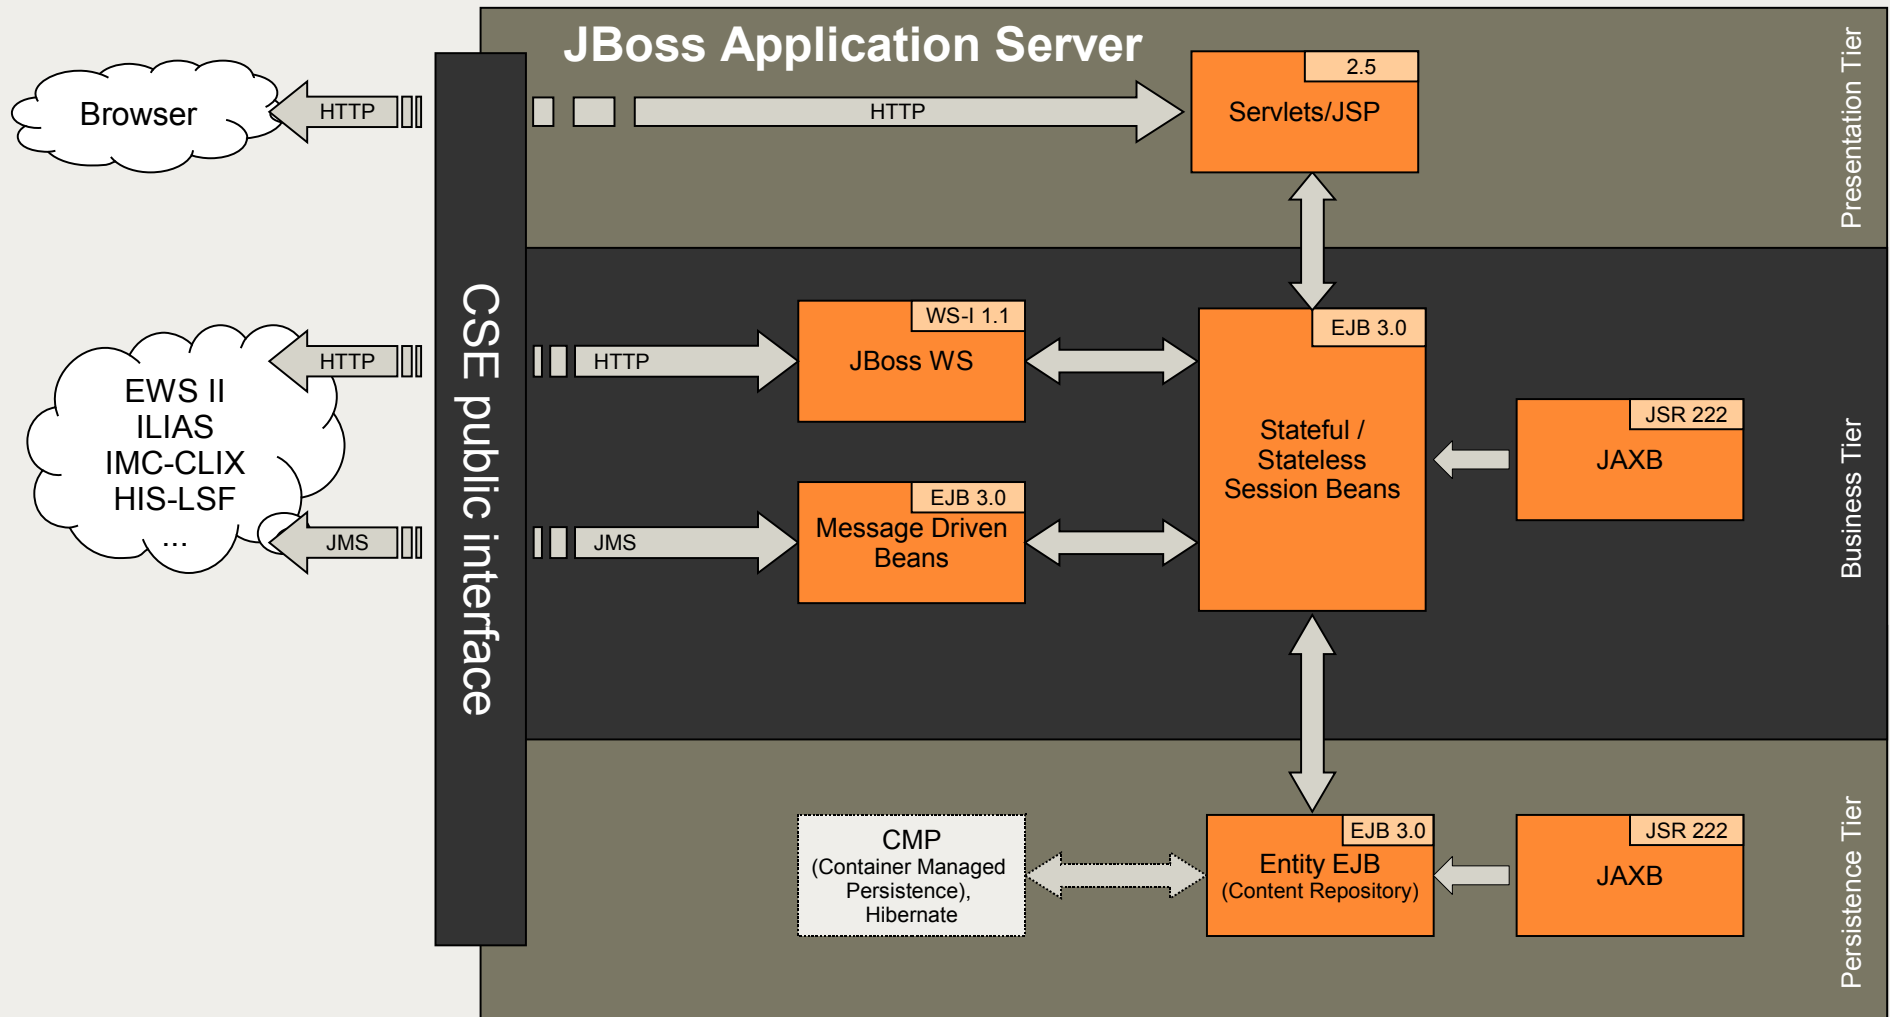 JBoss Application Server
Presentation Tier
Browser
HTTP
HTTP
2.5
Servlets/JSP
CSE public interface
Business Tier
EWS II
ILIAS
IMC-CLIX
HIS-LSF
...
HTTP
HTTP
WS-I 1.1
JBoss WS
JMS
JMS
EJB 3.0
Message Driven
Beans
EJB 3.0
Stateful /
Stateless
Session Beans
JSR 222
JAXB
Persistence Tier
CMP
(Container Managed
Persistence),
Hibernate
EJB 3.0
Entity EJB
(Content Repository)
JSR 222
JAXB